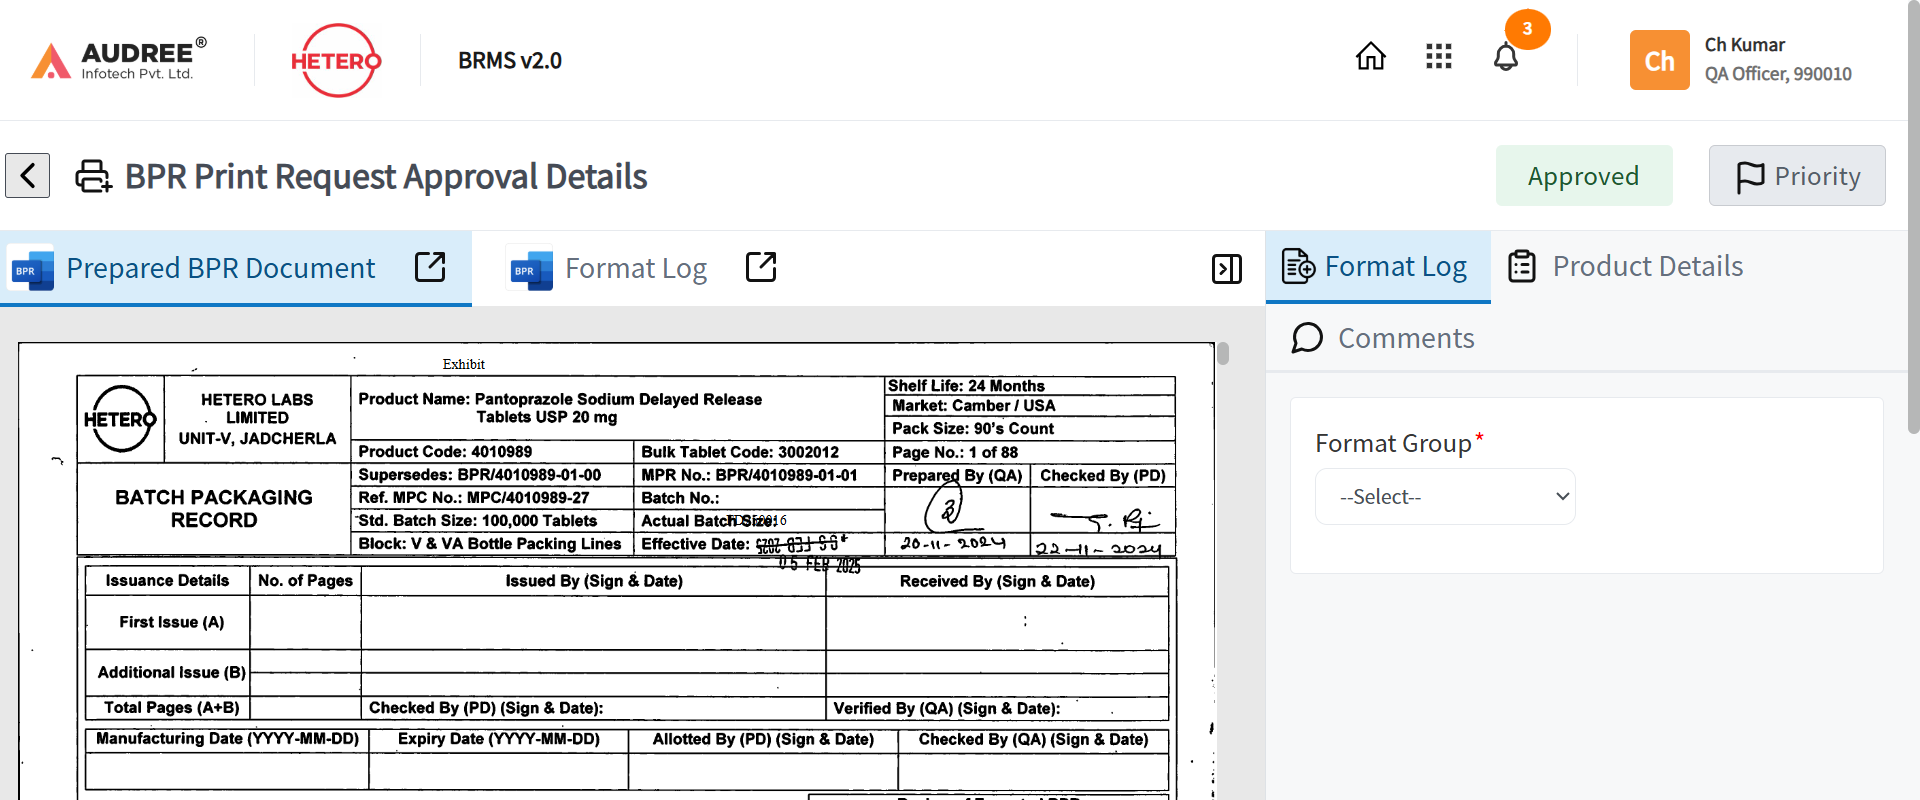 AUDREE®
Infotech Pvt. Ltd.
HETERO
BRMS v2.0
3
Ch
Ch Kumar
QA Officer, 990010
BPR Print Request Approval Details
Approved
Priority
BPR
Prepared BPR Document
BPR
Format Log
Format Log
Product Details
Comments
Format Group*
--Select--
Exhibit
HETERO
HETERO LABS
LIMITED
UNIT-V, JADCHERLA
Product Name: Pantoprazole Sodium Delayed Release
Tablets USP 20 mg
Shelf Life: 24 Months
Market: Camber / USA
Pack Size: 90's Count
Product Code: 4010989
Bulk Tablet Code: 3002012
Page No.: 1 of 88
BATCH PACKAGING
RECORD
Supersedes: BPR/4010989-01-00
MPR No.: BPR/4010989-01-01
Prepared By (QA)
Checked By (PD)
Ref. MPC No.: MPC/4010989-27
Batch No.:
Std. Batch Size: 100,000 Tablets
Actual Batch Size:
Block: V & VA Bottle Packing Lines
Effective Date:
20-11-2024
22-11-2024
05 FEB 2025
Issuance Details
No. of Pages
Issued By (Sign & Date)
Received By (Sign & Date)
First Issue (A)
Additional Issue (B)
Total Pages (A+B)
Checked By (PD) (Sign & Date):
Verified By (QA) (Sign & Date):
Manufacturing Date (YYYY-MM-DD)
Expiry Date (YYYY-MM-DD)
Allotted By (PD) (Sign & Date)
Checked By (QA) (Sign & Date)